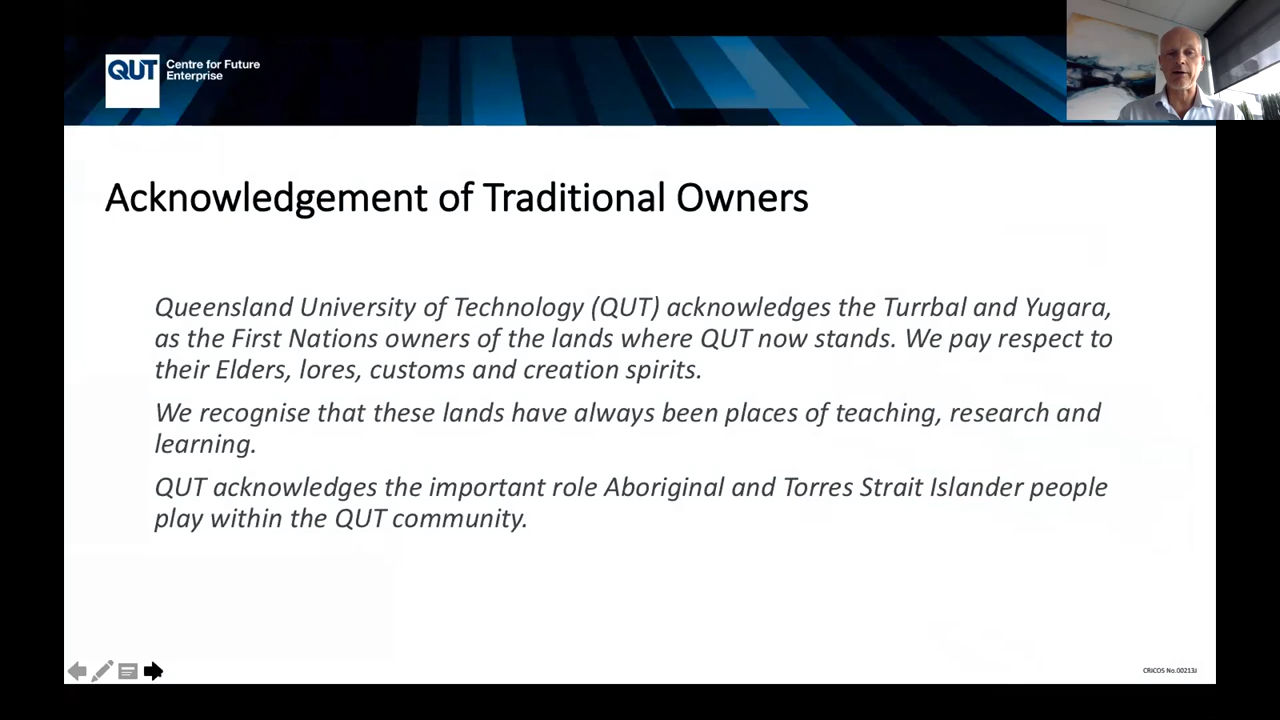 QUT
Centre for Future
Enterprise
Acknowledgement of Traditional Owners
Queensland University of Technology (QUT) acknowledges the Turrbal and Yugara,
as the First Nations owners of the lands where QUT now stands. We pay respect to
their Elders, lores, customs and creation spirits.
We recognise that these lands have always been places of teaching, research and
learning.
QUT acknowledges the important role Aboriginal and Torres Strait Islander people
play within the QUT community.
CRICOS No.00213J